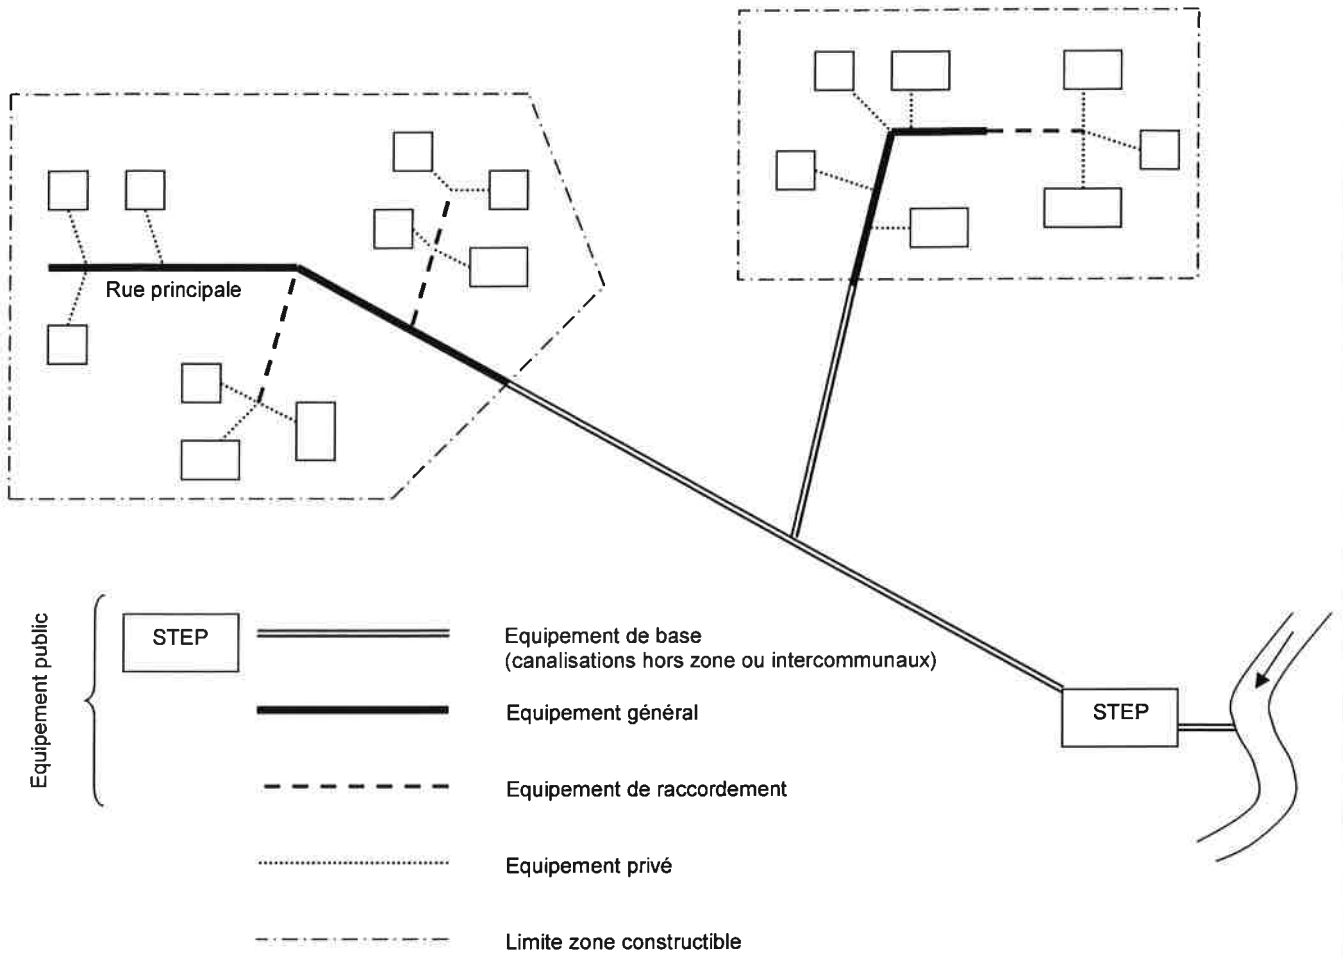 Rue principale
Equipement public
STEP
Equipement de base
(canalisations hors zone ou intercommunaux)
Equipement général
STEP
Equipement de raccordement
Equipement privé
Limite zone constructible